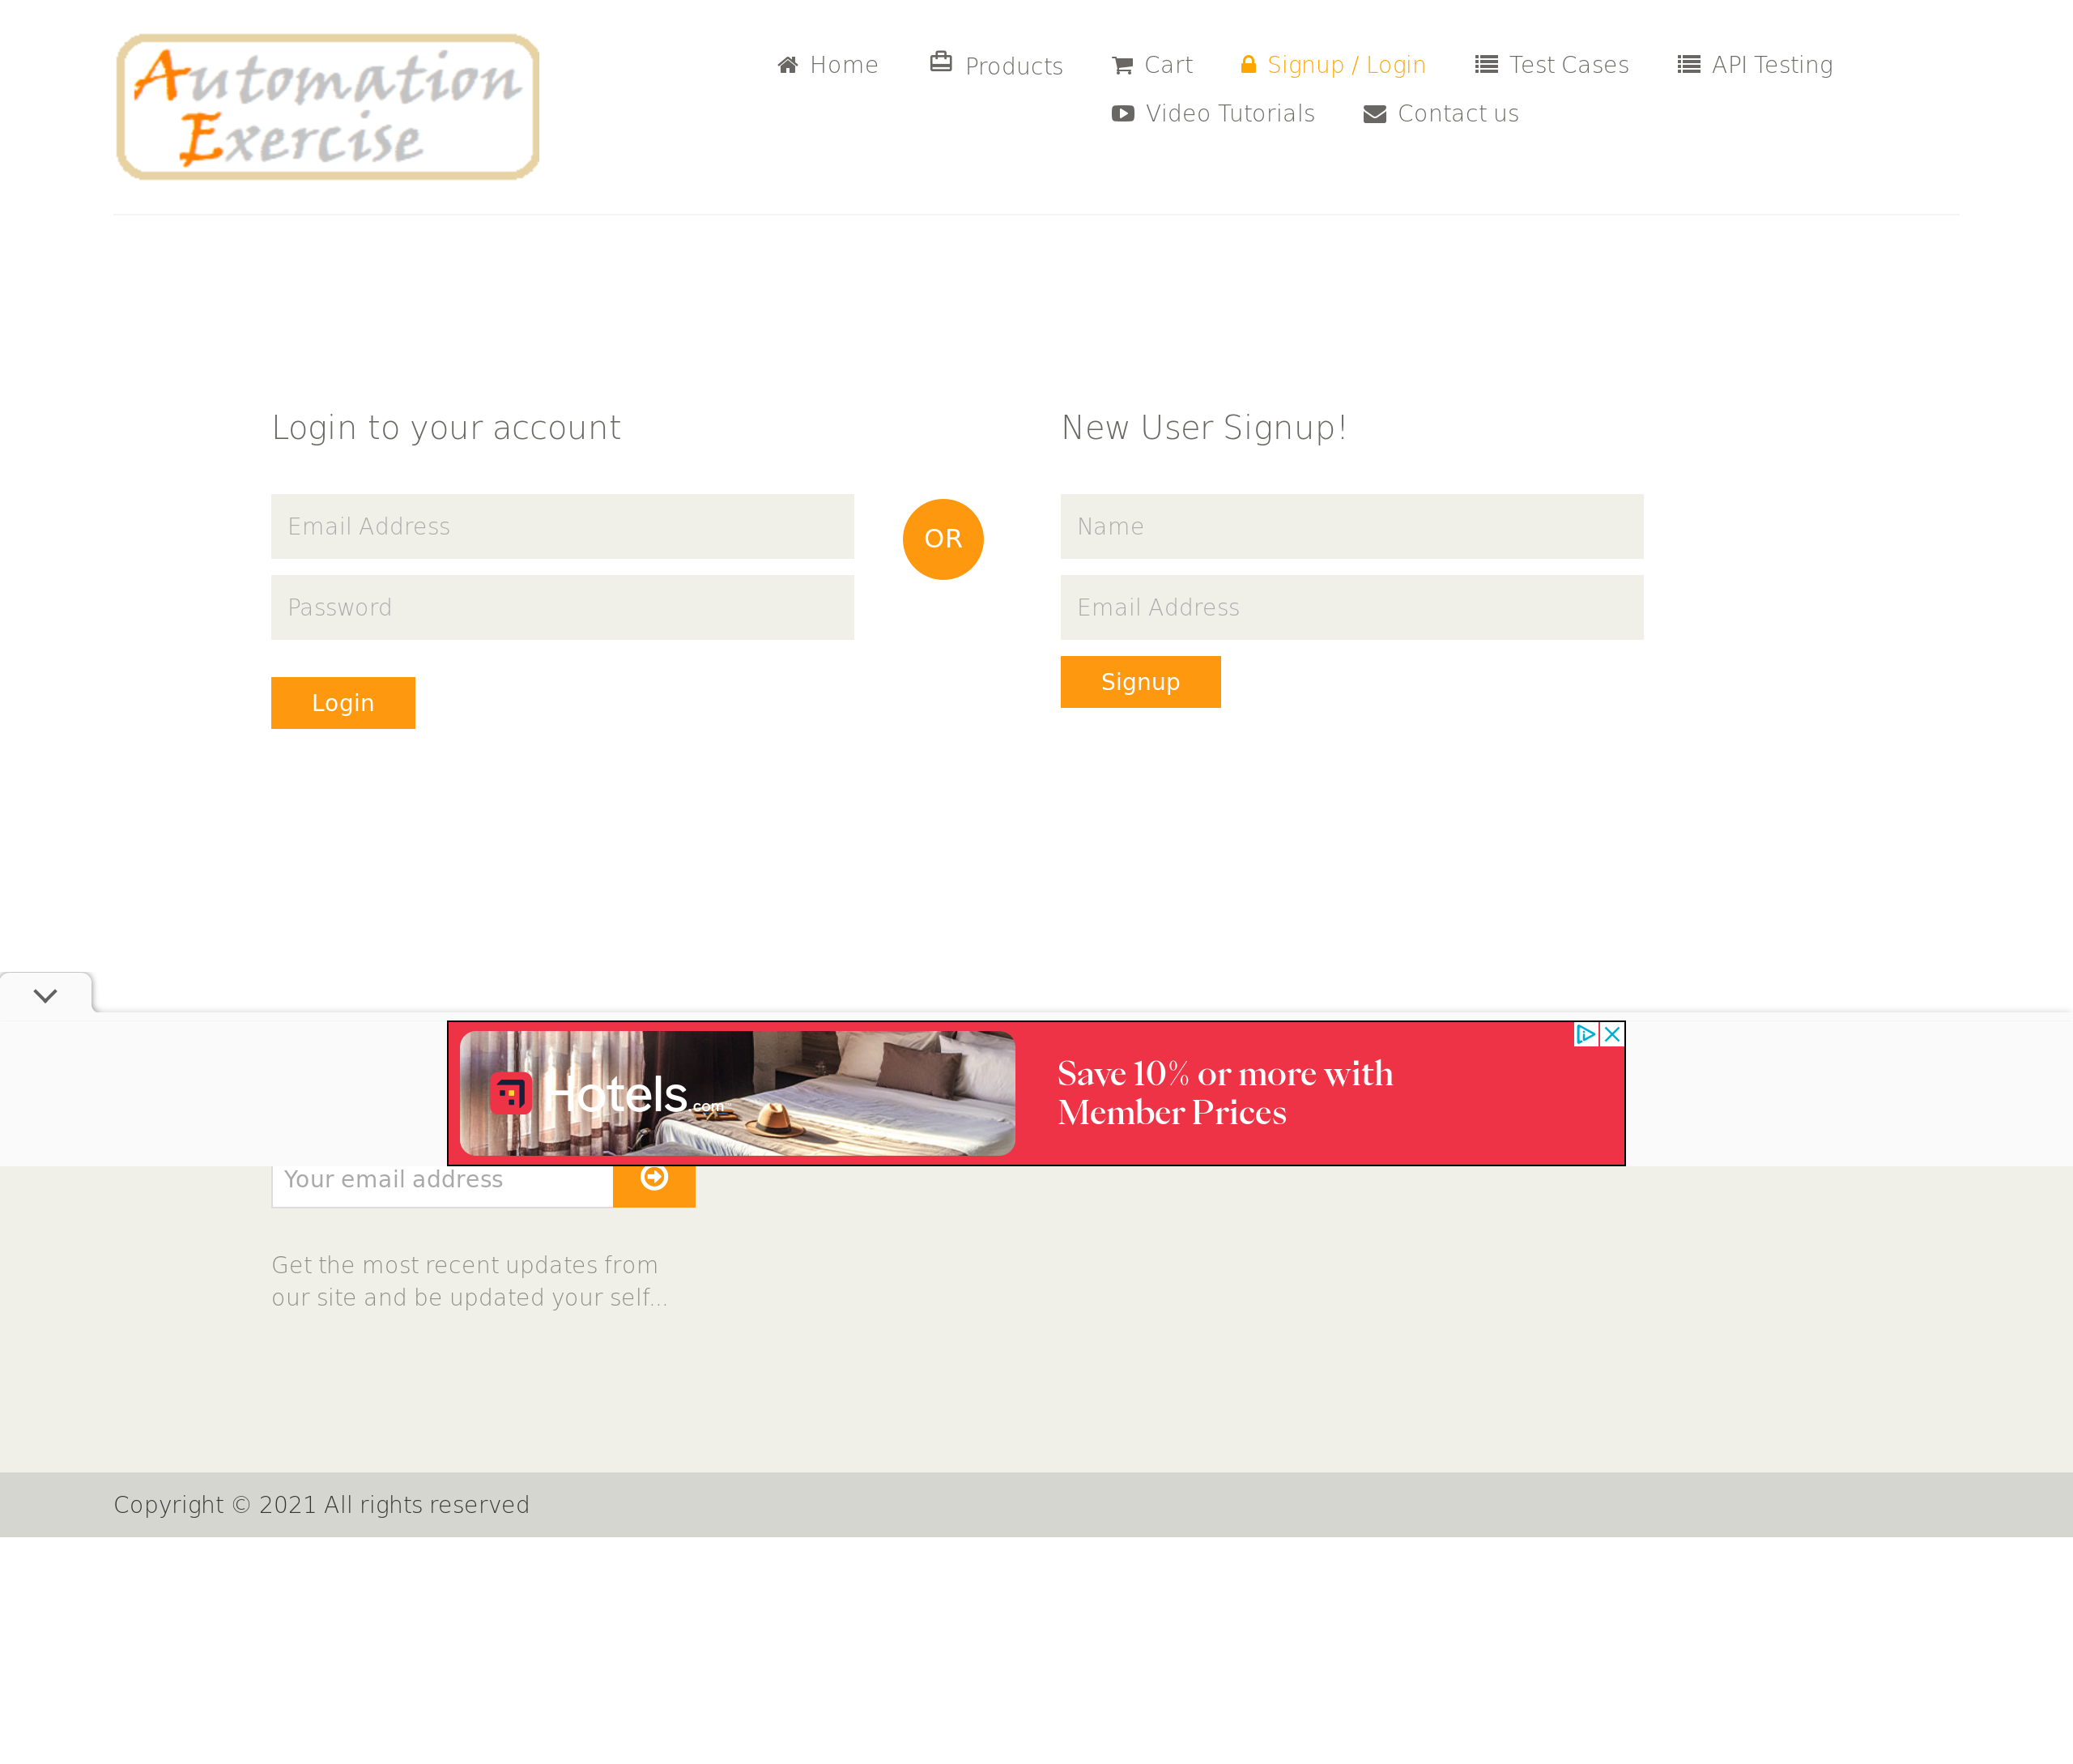 Automation
Exercise
Home
Products
Cart
Signup / Login
Test Cases
API Testing
Video Tutorials
Contact us
Login to your account
Email Address
Password
Login
OR
New User Signup!
Name
Email Address
Signup
Hotels.com
Save 10% or more with
Member Prices
Your email address
Get the most recent updates from
our site and be updated your self...
Copyright © 2021 All rights reserved